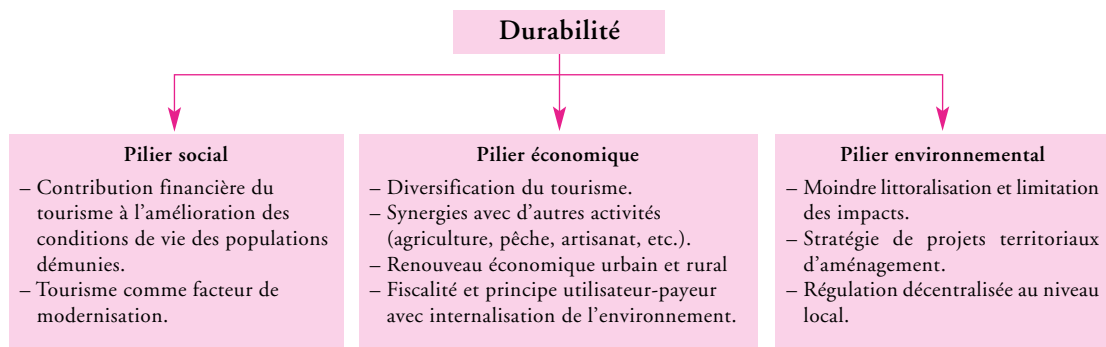 Durabilité
Pilier social
– Contribution financière du
tourisme à l’amélioration des
conditions de vie des populations
démunies.
– Tourisme comme facteur de
modernisation.
Pilier économique
– Diversification du tourisme.
– Synergies avec d’autres activités
(agriculture, pêche, artisanat, etc.).
– Renouveau économique urbain et rural
– Fiscalité et principe utilisateur-payeur
avec internalisation de l’environnement.
Pilier environnemental
– Moindre littoralisation et limitation
des impacts.
– Stratégie de projets territoriaux
d’aménagement.
– Régulation décentralisée au niveau
local.